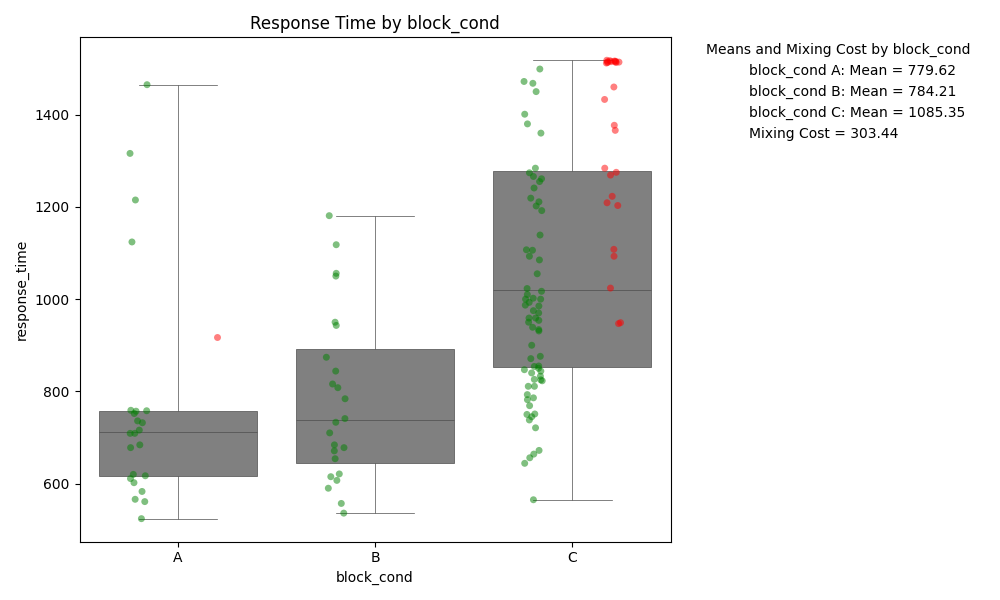 Response Time by block_cond
Means and Mixing Cost by block_cond
block_cond A: Mean = 779.62
block_cond B: Mean = 784.21
block_cond C: Mean = 1085.35
Mixing Cost = 303.44
response_time
1400
1200
1000
800
600
A B C
block_cond